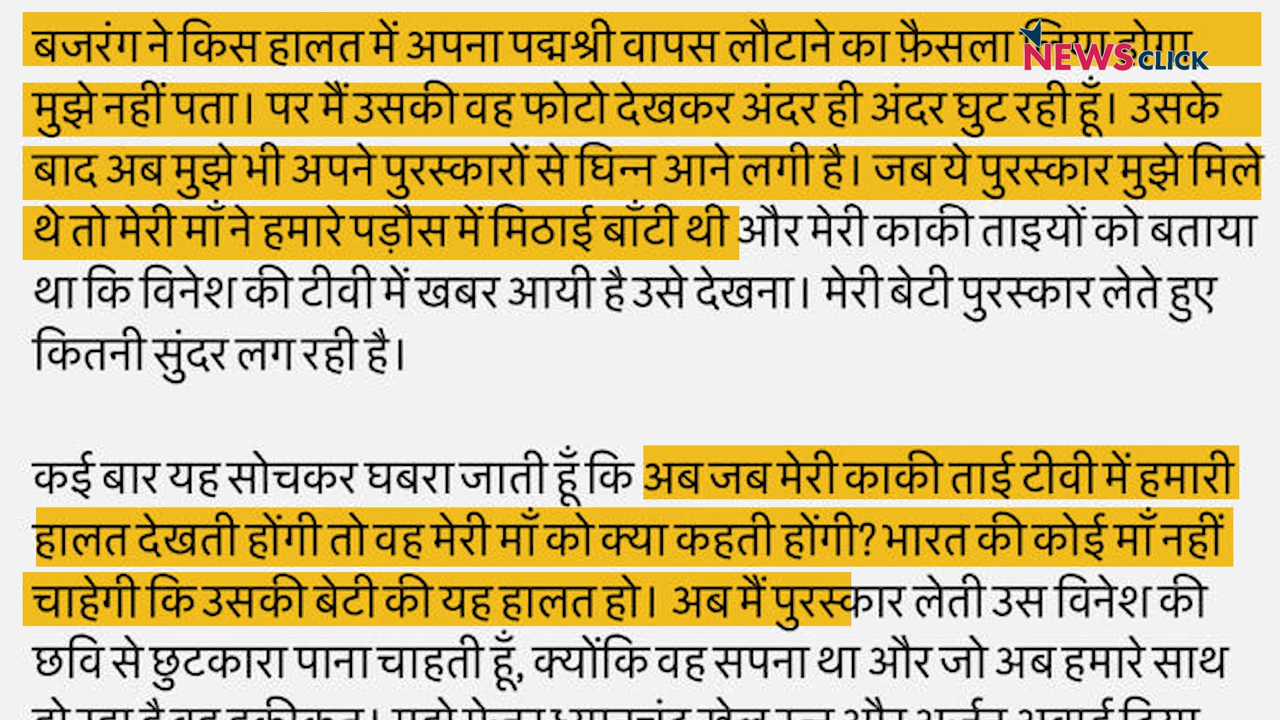 बजरंग ने किस हालत में अपना पद्मश्री वापस लौटाने का फ़ैसला लिया होगा
NEWSCLICK
मुझे नहीं पता। पर मैं उसकी वह फोटो देखकर अंदर ही अंदर घुट रही हूँ। उसके
बाद अब मुझे भी अपने पुरस्कारों से घिन्न आने लगी है। जब ये पुरस्कार मुझे मिले
थे तो मेरी माँ ने हमारे पड़ौस में मिठाई बाँटी थी और मेरी काकी ताइयों को बताया
था कि विनेश की टीवी में खबर आयी है उसे देखना। मेरी बेटी पुरस्कार लेते हुए
कितनी सुंदर लग रही है।
कई बार यह सोचकर घबरा जाती हूँ कि अब जब मेरी काकी ताई टीवी में हमारी
हालत देखती होंगी तो वह मेरी माँ को क्या कहती होंगी? भारत की कोई माँ नहीं
चाहेगी कि उसकी बेटी की यह हालत हो। अब मैं पुरस्कार लेती उस विनेश की
छवि से छुटकारा पाना चाहती हूँ, क्योंकि वह सपना था और जो अब हमारे साथ